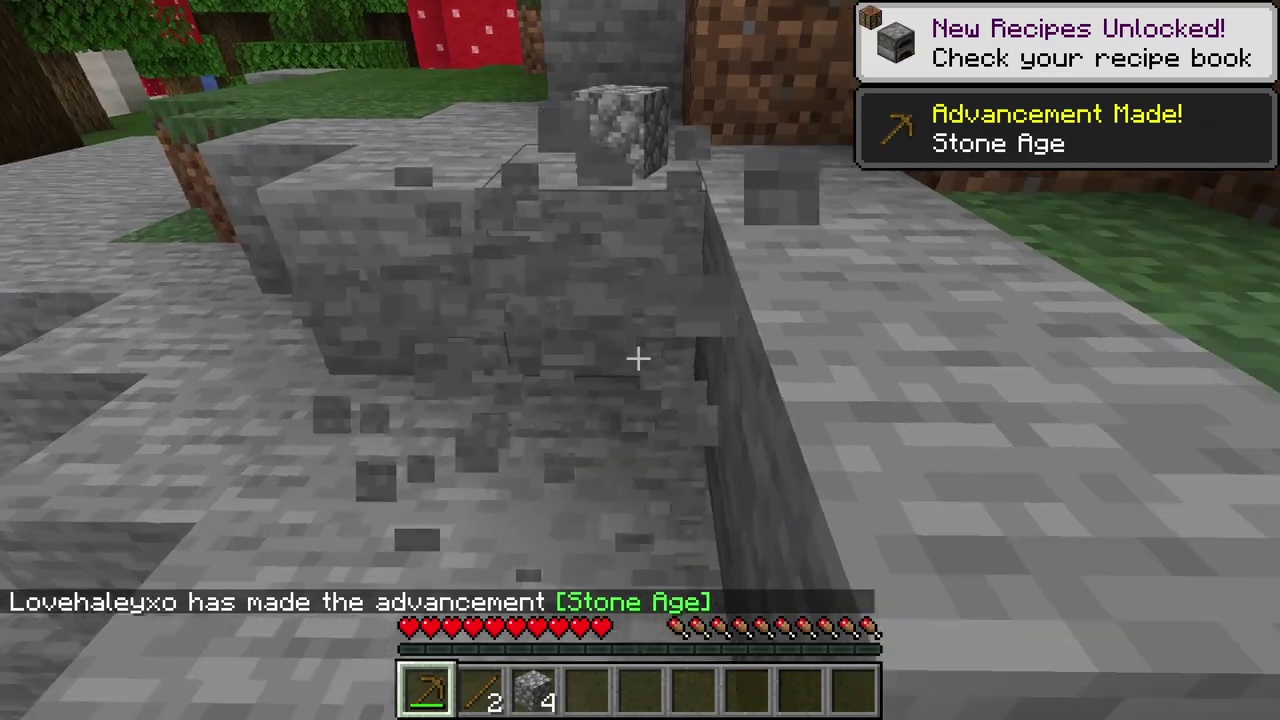 New Recipes Unlocked!
Check your recipe book
Advancement Made!
Stone Age
Lovehaleyxo has made the advancement [Stone Age]
2
4